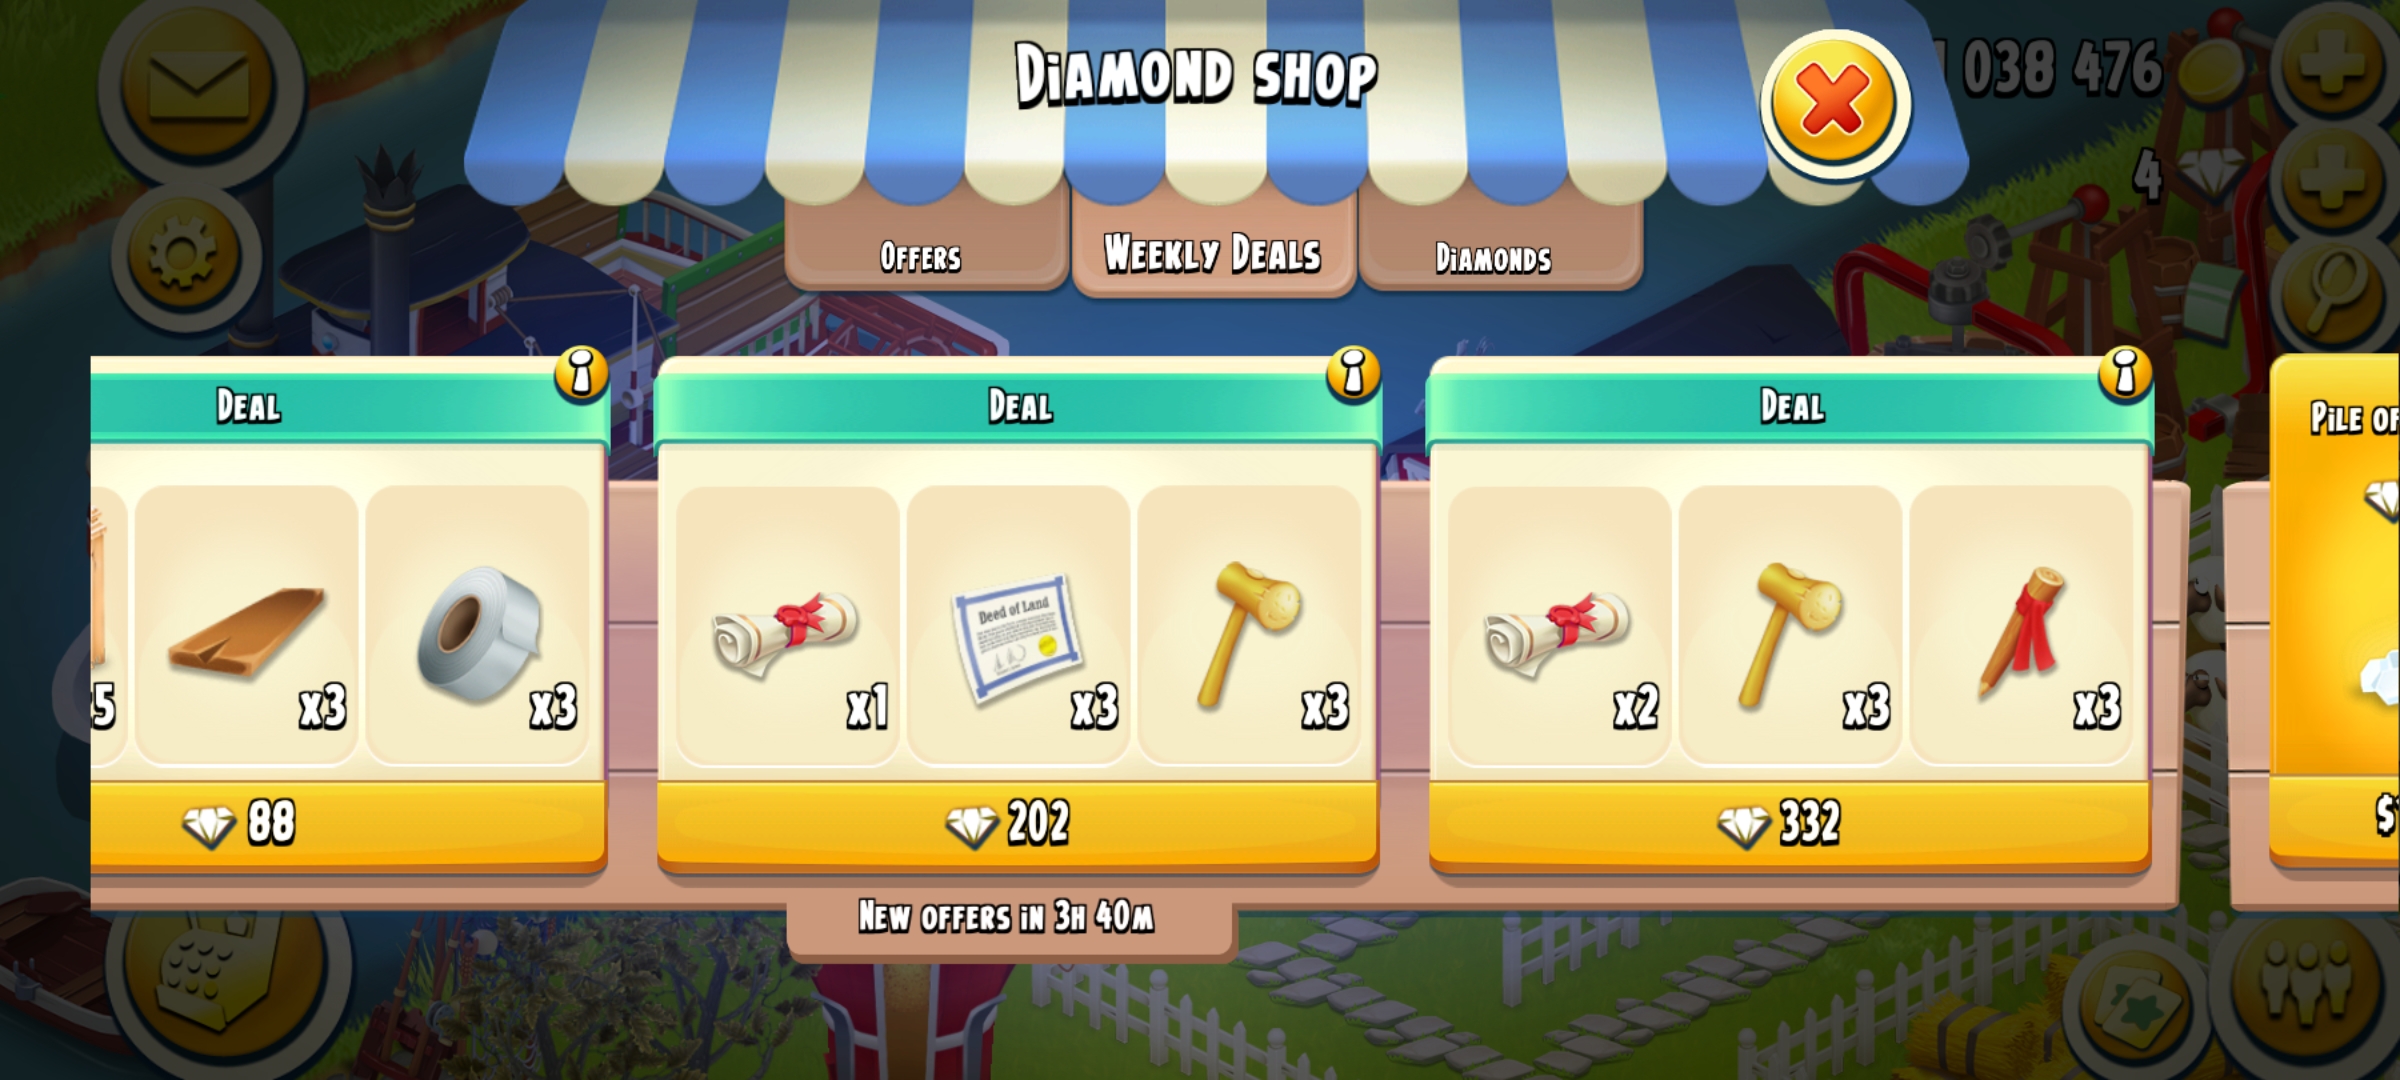 Diamond shop
038 476
4
Offers
Weekly Deals
Diamonds
Deal
Deal
Deal
Pile of
Deed of Land
5
x3
x3
x1
x3
x3
x2
x3
x3
88
202
332
$
New offers in 3h 40m